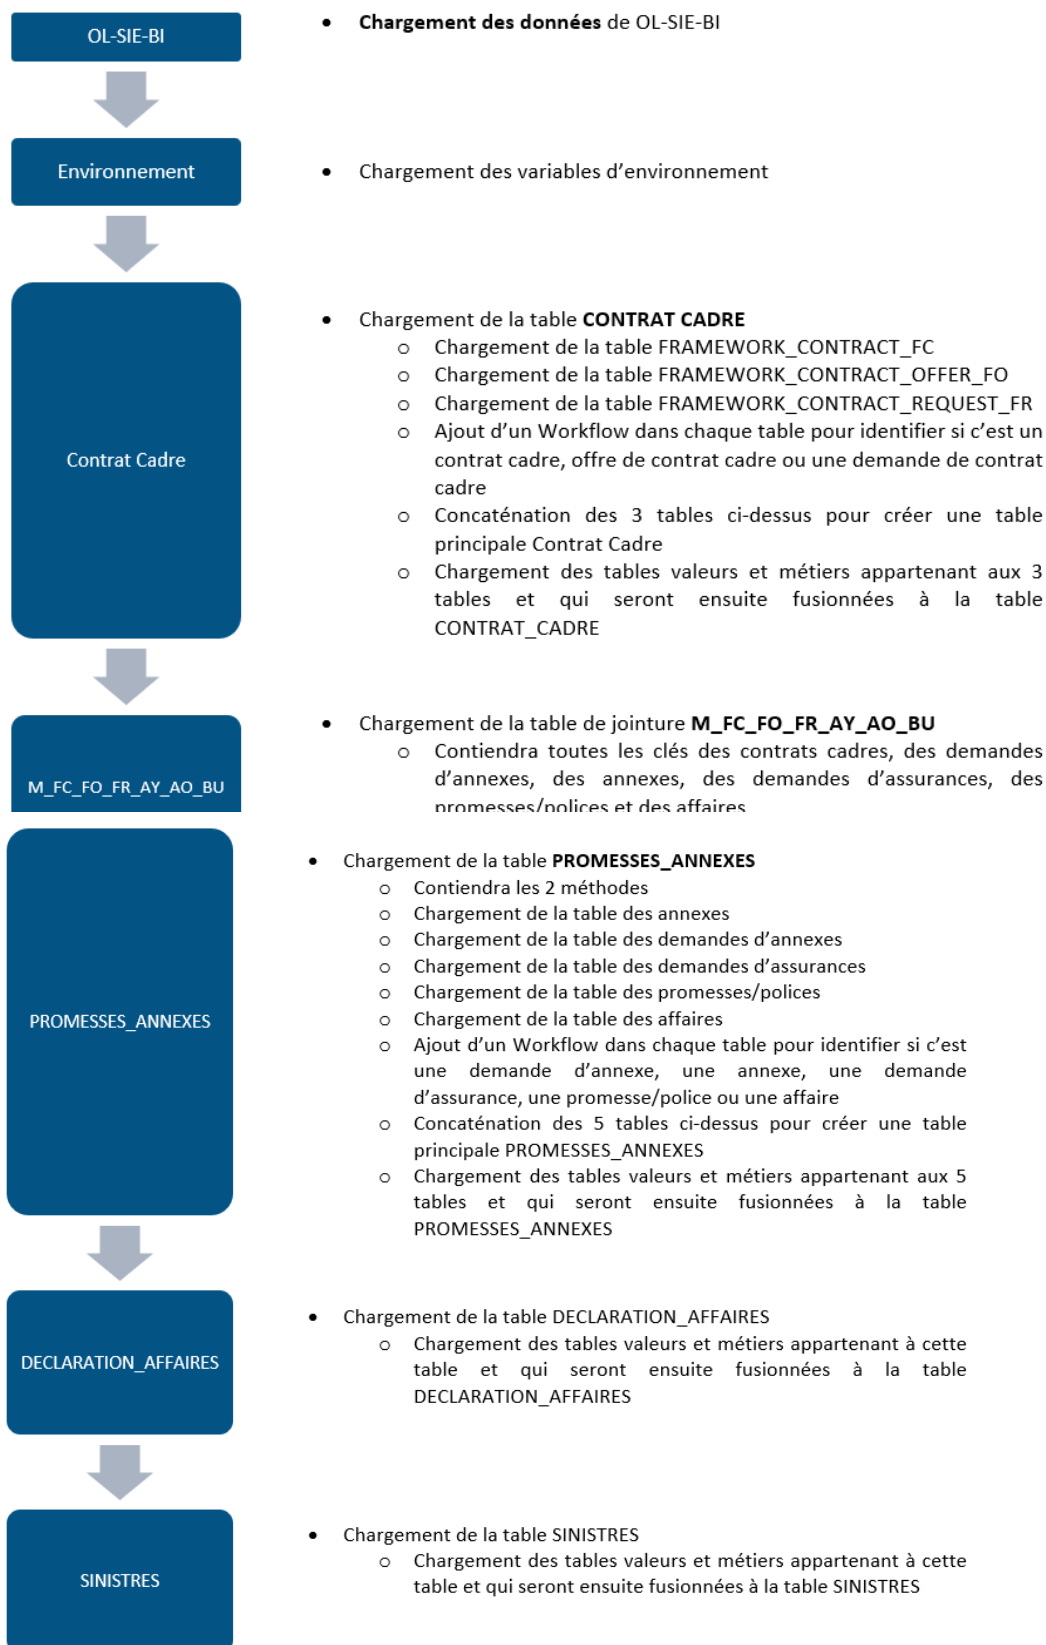 OL-SIE-BI
• Chargement des données de OL-SIE-BI
Environnement
• Chargement des variables d’environnement
Contrat Cadre
• Chargement de la table CONTRAT CADRE
o Chargement de la table FRAMEWORK_CONTRACT_FC
o Chargement de la table FRAMEWORK_CONTRACT_OFFER_FO
o Chargement de la table FRAMEWORK_CONTRACT_REQUEST_FR
o Ajout d’un Workflow dans chaque table pour identifier si c’est un
contrat cadre, offre de contrat cadre ou une demande de contrat
cadre
o Concaténation des 3 tables ci-dessus pour créer une table
principale Contrat Cadre
o Chargement des tables valeurs et métiers appartenant aux 3
tables et qui seront ensuite fusionnées à la table
CONTRAT_CADRE
M_FC_FO_FR_AY_AO_BU
• Chargement de la table de jointure M_FC_FO_FR_AY_AO_BU
o Contiendra toutes les clés des contrats cadres, des demandes
d’annexes, des annexes, des demandes d’assurances, des
promesses/polices et des affaires
PROMESSES_ANNEXES
• Chargement de la table PROMESSES_ANNEXES
o Contiendra les 2 méthodes
o Chargement de la table des annexes
o Chargement de la table des demandes d’annexes
o Chargement de la table des demandes d’assurances
o Chargement de la table des promesses/polices
o Chargement de la table des affaires
o Ajout d’un Workflow dans chaque table pour identifier si c’est
une demande d’annexe, une annexe, une demande
d’assurance, une promesse/police ou une affaire
o Concaténation des 5 tables ci-dessus pour créer une table
principale PROMESSES_ANNEXES
o Chargement des tables valeurs et métiers appartenant aux 5
tables et qui seront ensuite fusionnées à la table
PROMESSES_ANNEXES
DECLARATION_AFFAIRES
• Chargement de la table DECLARATION_AFFAIRES
o Chargement des tables valeurs et métiers appartenant à cette
table et qui seront ensuite fusionnées à la table
DECLARATION_AFFAIRES
SINISTRES
• Chargement de la table SINISTRES
o Chargement des tables valeurs et métiers appartenant à cette
table et qui seront ensuite fusionnées à la table SINISTRES